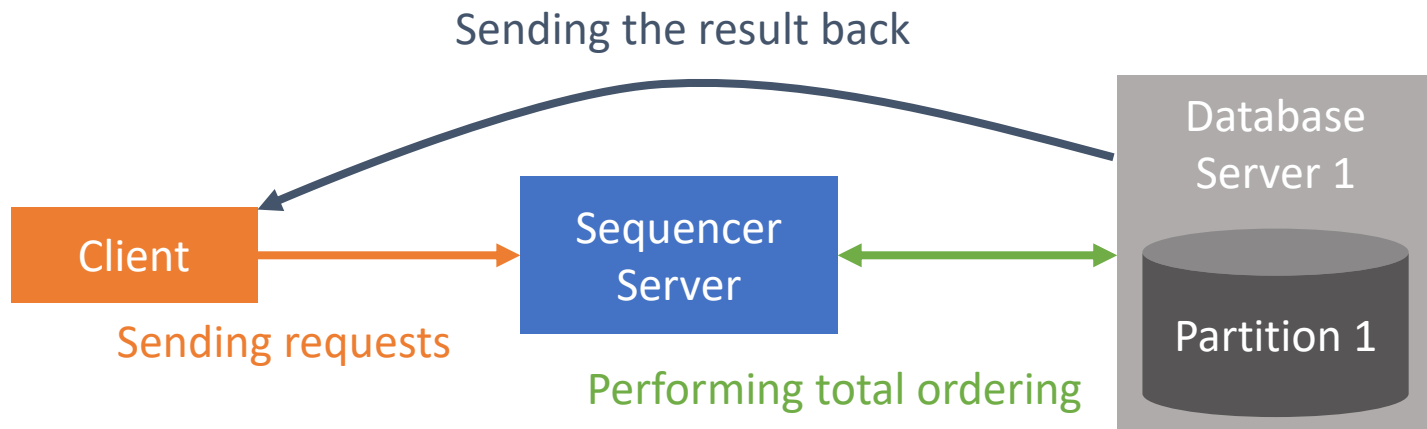 Sending the result back
Database
Server 1
Client
Sequencer
Server
Partition 1
Sending requests
Performing total ordering